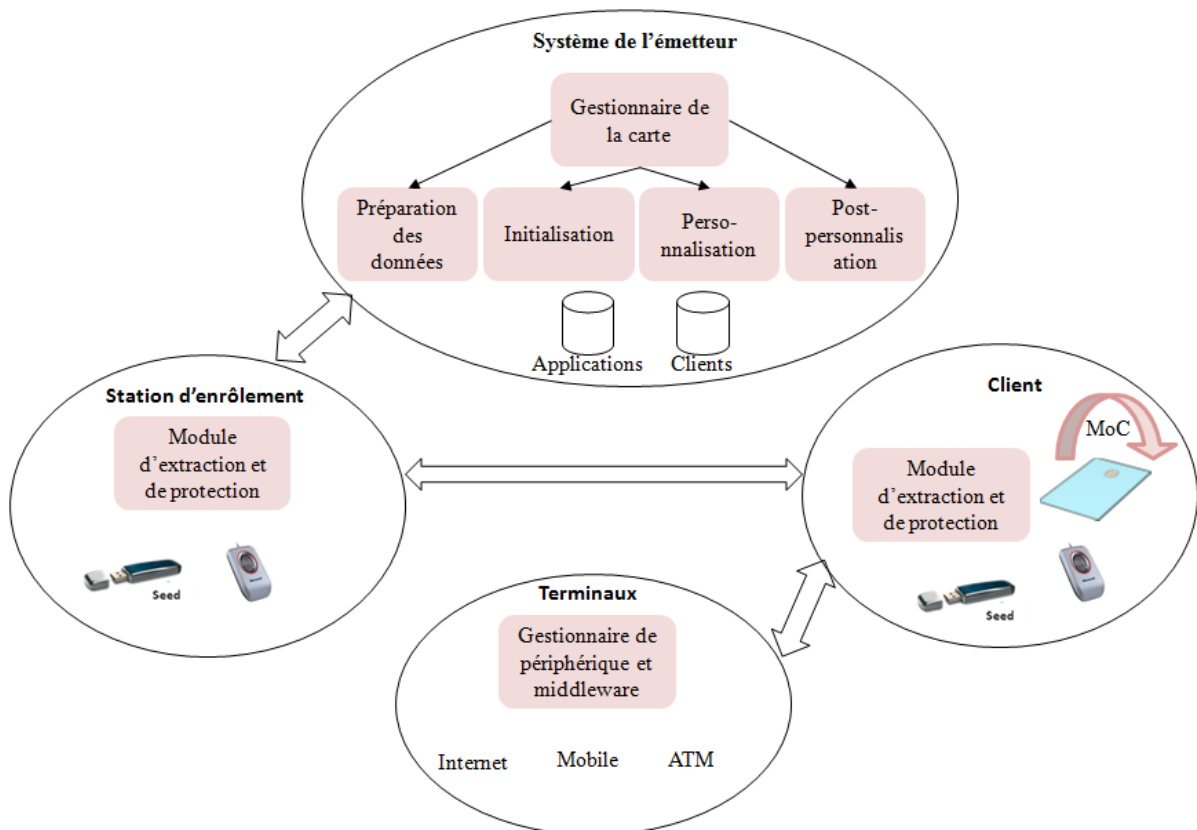 Système de l'émetteur
Gestionnaire de
la carte
Préparation
des
données
Initialisation
Perso-
nnalisation
Post-
personnalis
ation
Applications
Clients
Station d'enrôlement
Module
d'extraction et
de protection
Seed
Client
MoC
Module
d'extraction et
de protection
Seed
Terminaux
Gestionnaire de
périphérique et
middleware
Internet
Mobile
ATM